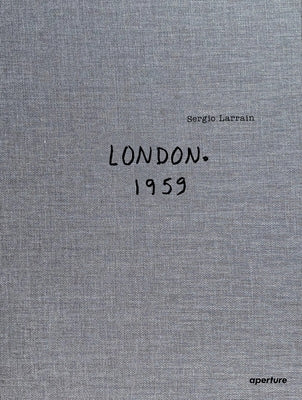 Sergio Larrain
LONDON.
1959
aperture